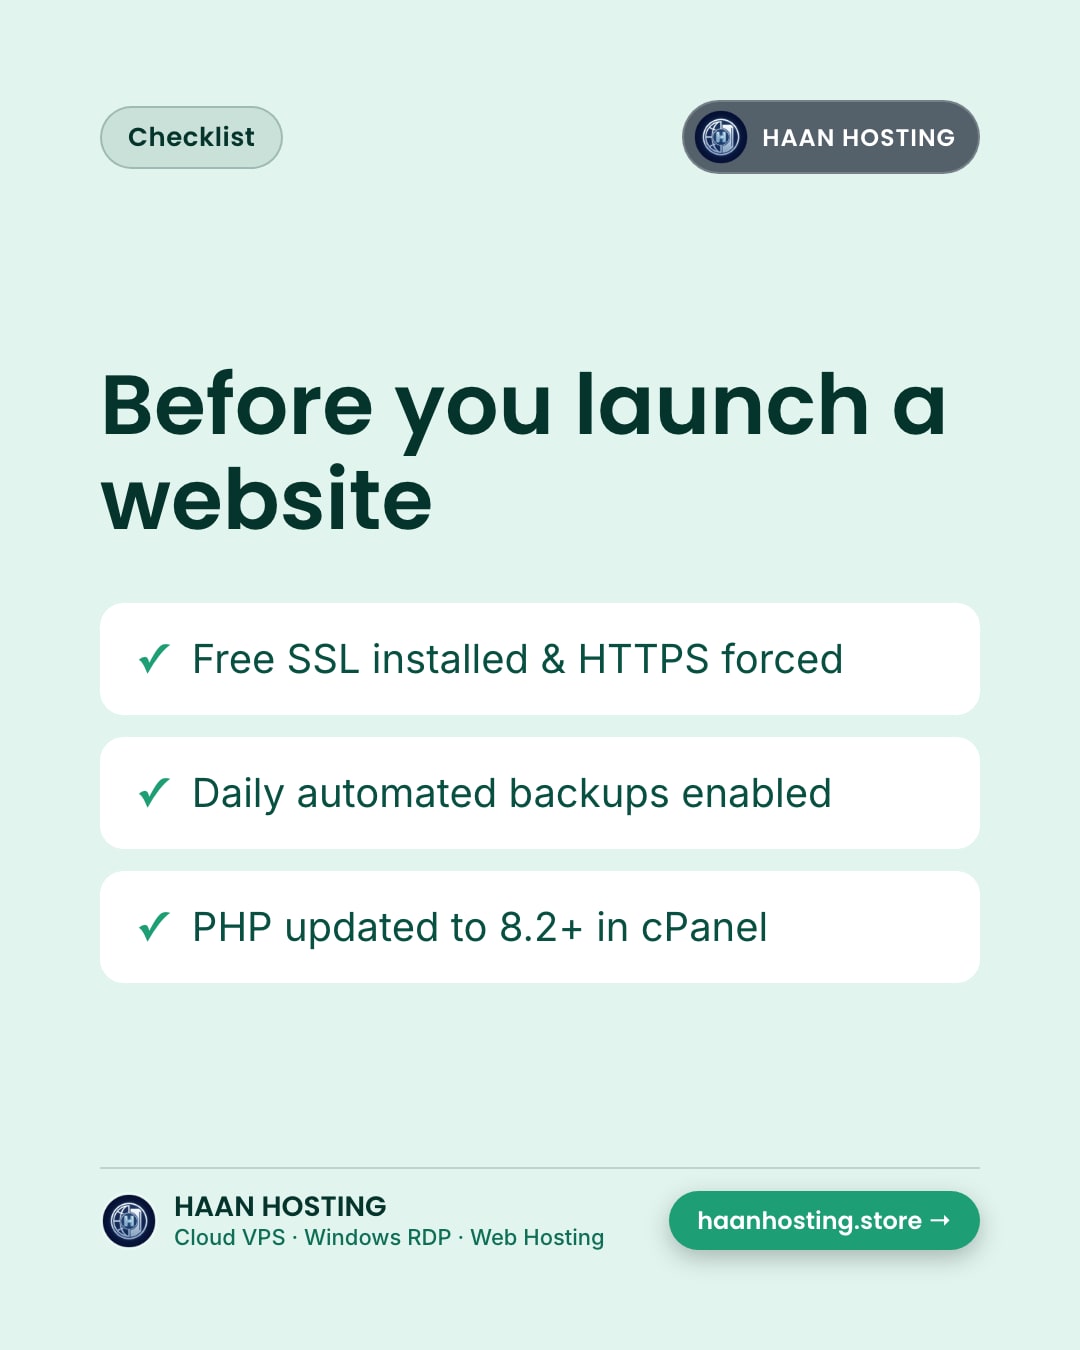 Checklist
HAAN HOSTING
Before you launch a
website
✓ Free SSL installed & HTTPS forced
✓ Daily automated backups enabled
✓ PHP updated to 8.2+ in cPanel
HAAN HOSTING
Cloud VPS · Windows RDP · Web Hosting
haanhosting.store →